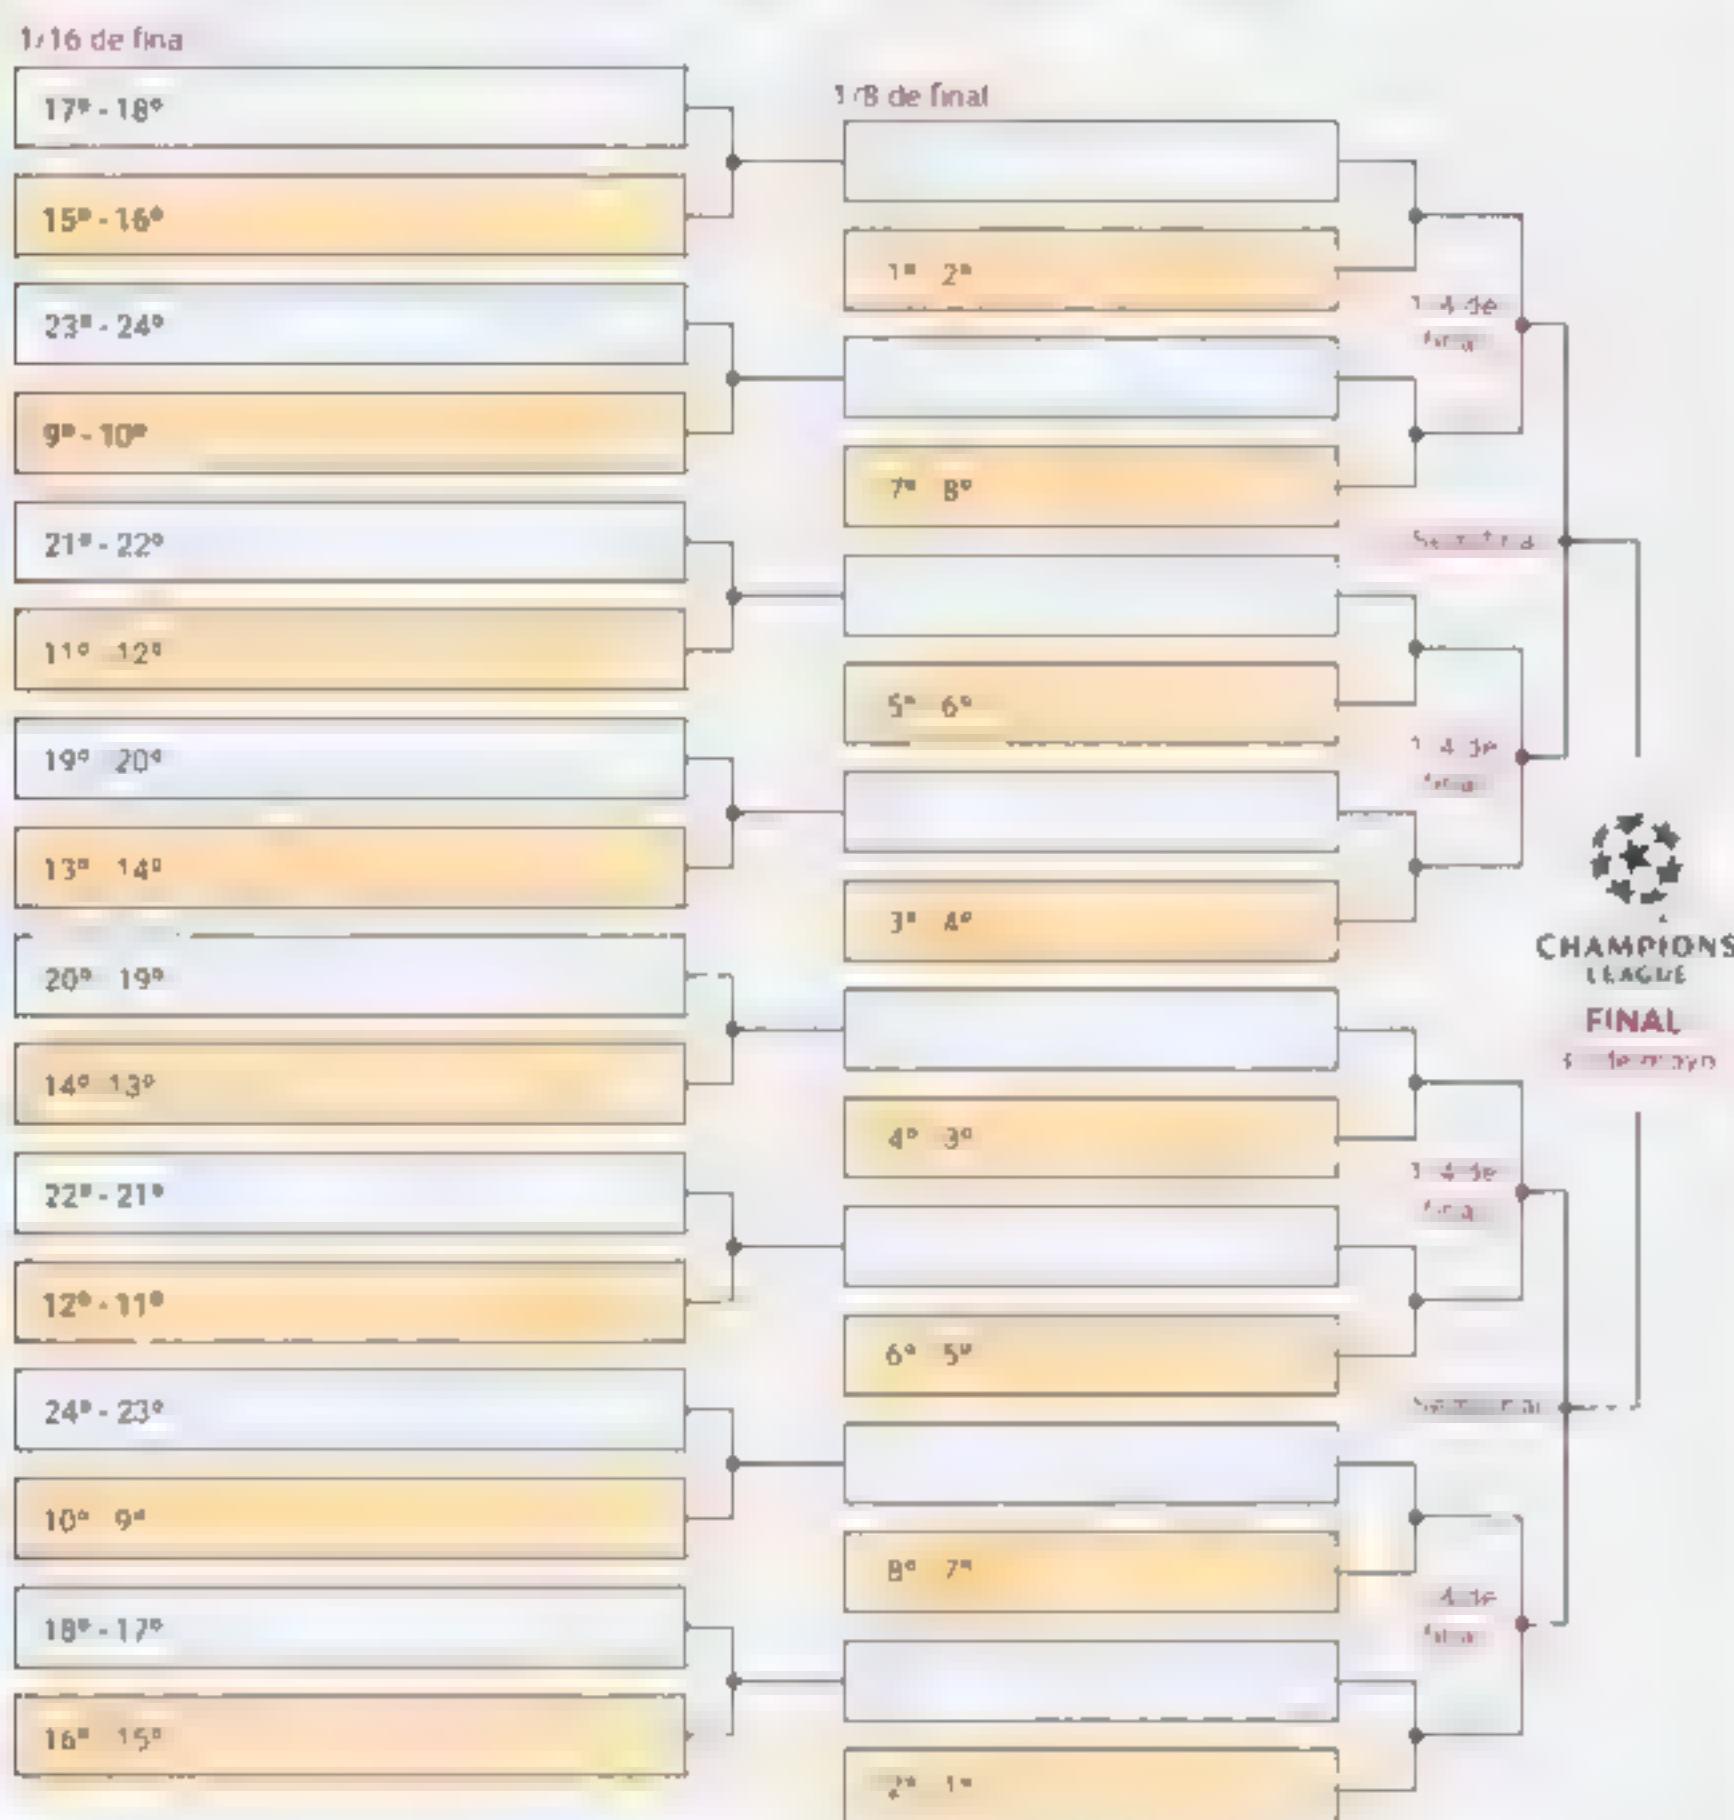 1/16 de fina
17º - 18º
15º - 16º
23º - 24º
9º - 10º
21º - 22º
11º 12º
19º 20º
13º 14º
20º 19º
14º 13º
22º - 21º
12º - 11º
24º - 23º
10º 9º
18º - 17º
16º 15º
1/8 de final
1º 2º
7º 8º
5º 6º
3º 4º
4º 3º
6º 5º
8º 7º
2º 1º
CHAMPIONS
LEAGUE
FINAL
de mayo